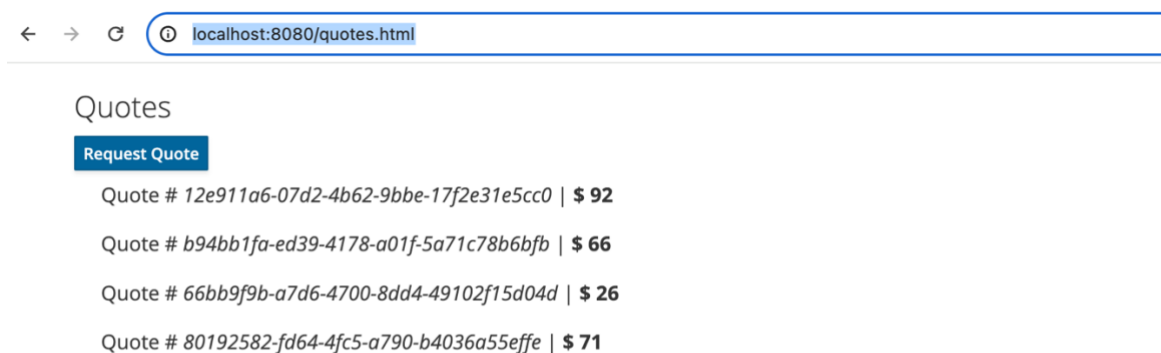 localhost:8080/quotes.html
Quotes
Request Quote
Quote # 12e911a6-07d2-4b62-9bbe-17f2e31e5cc0 | $ 92
Quote # b94bb1fa-ed39-4178-a01f-5a71c78b6bfb | $ 66
Quote # 66bb9f9b-a7d6-4700-8dd4-49102f15d04d | $ 26
Quote # 80192582-fd64-4fc5-a790-b4036a55effe | $ 71